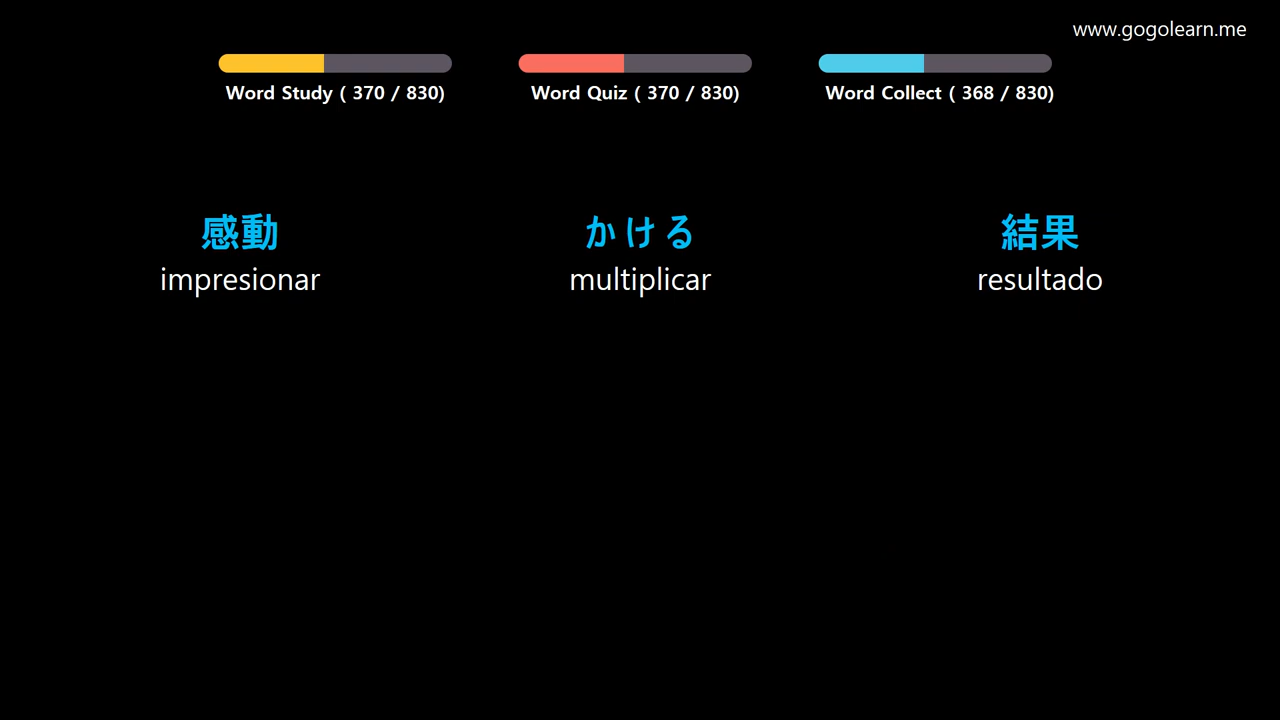 www.gogolearn.me
Word Study ( 370 / 830)
Word Quiz ( 370 / 830)
Word Collect ( 368 / 830)
感動
impresionar
かける
multiplicar
結果
resultado